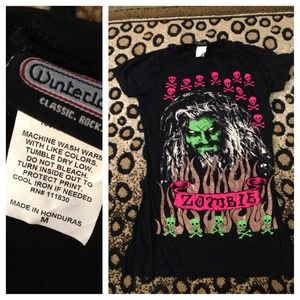 Winterl
CLASSIC. ROCK
MACHINE WASH WARM
WITH LIKE COLORS.
TUMBLE DRY LOW.
DO NOT BLEACH.
TURN INSIDE OUT TO
PROTECT PRINT.
COOL IRON IF NEEDED
RN# 111830
MADE IN HONDURAS
M
ZOMBIE